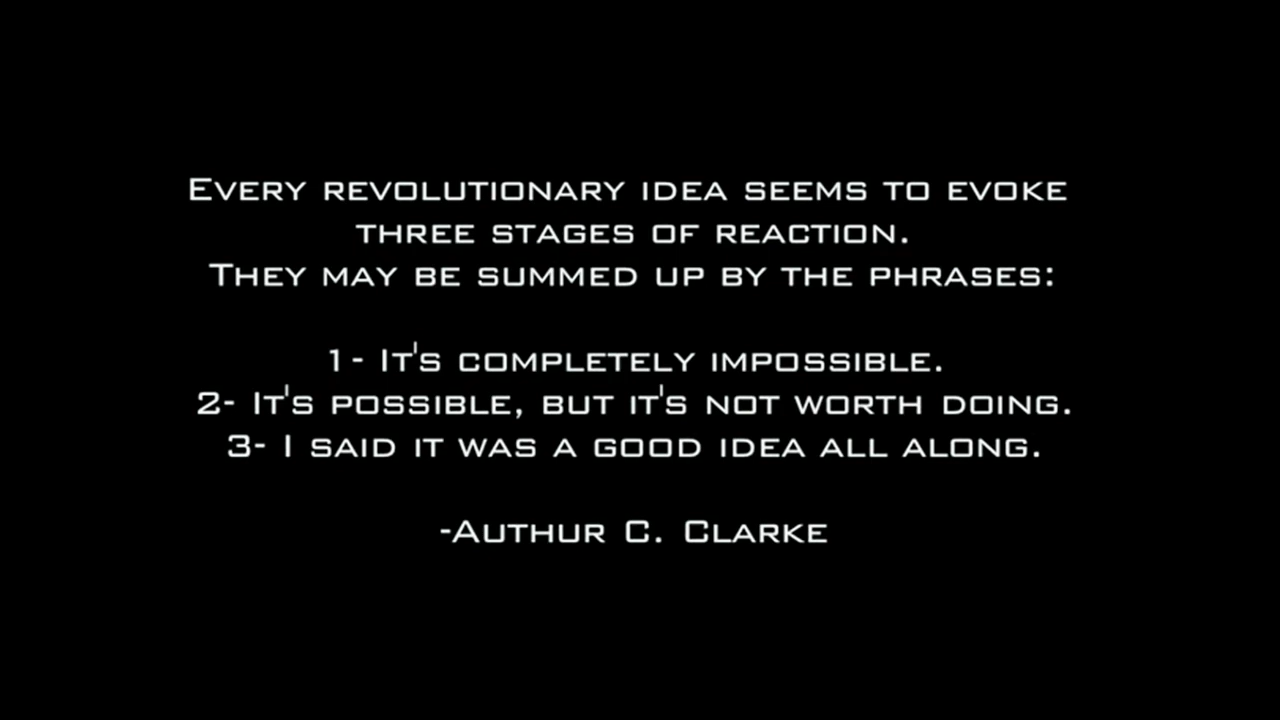 Every revolutionary idea seems to evoke
three stages of reaction.
They may be summed up by the phrases:
1- It's completely impossible.
2- It's possible, but it's not worth doing.
3- I said it was a good idea all along.
-Authur C. Clarke